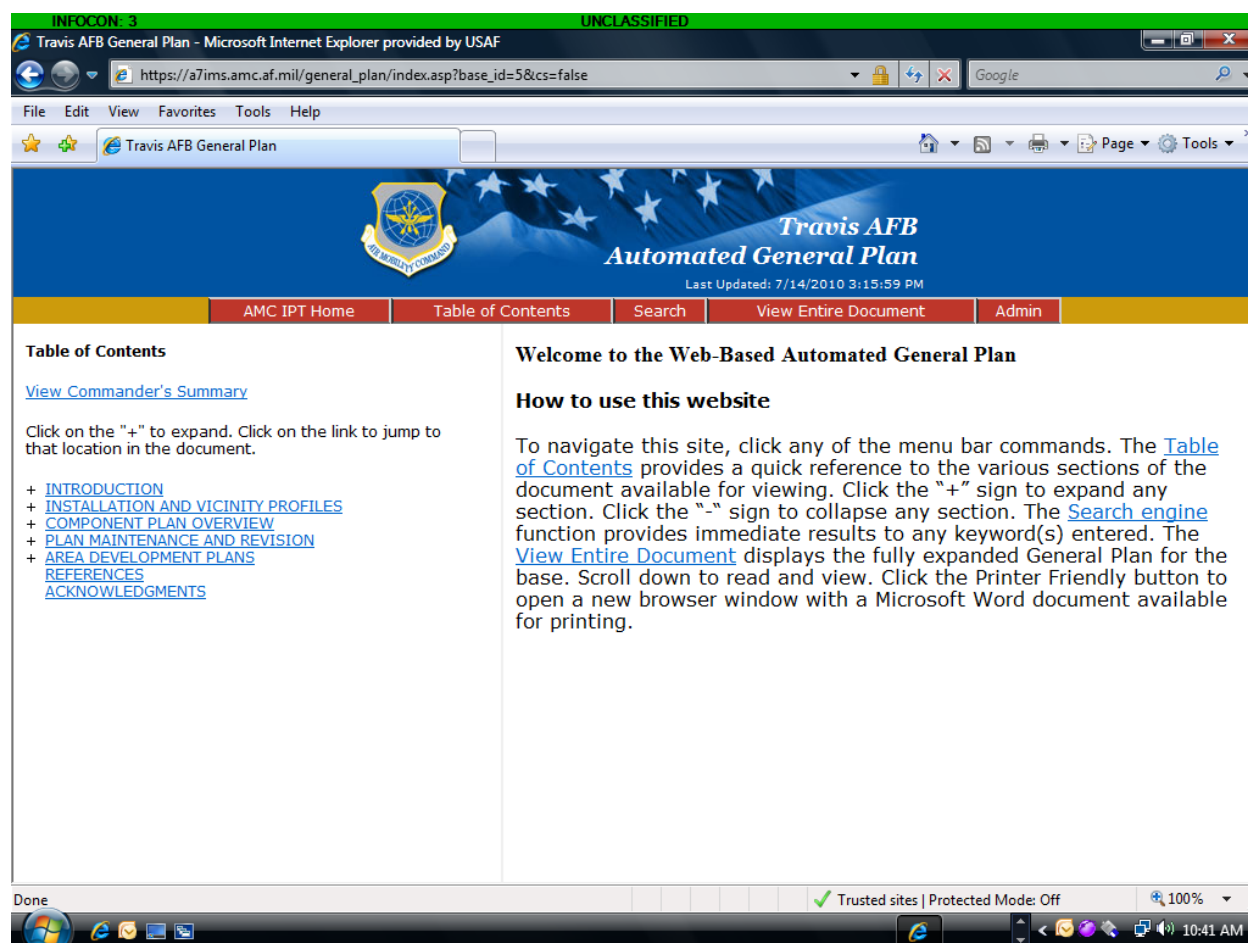 INFOCON: 3 UNCLASSIFIED
Travis AFB General Plan - Microsoft Internet Explorer provided by USAF
https://a7ims.amc.af.mil/general_plan/index.asp?base_id=5&cs=false Google
File Edit View Favorites Tools Help
Travis AFB General Plan Page Tools
AIR MOBILITY COMMAND
Travis AFB
Automated General Plan
Last Updated: 7/14/2010 3:15:59 PM
AMC IPT Home Table of Contents Search View Entire Document Admin
Table of Contents
View Commander's Summary
Click on the "+" to expand. Click on the link to jump to
that location in the document.
+ INTRODUCTION
+ INSTALLATION AND VICINITY PROFILES
+ COMPONENT PLAN OVERVIEW
+ PLAN MAINTENANCE AND REVISION
+ AREA DEVELOPMENT PLANS
REFERENCES
ACKNOWLEDGMENTS
Welcome to the Web-Based Automated General Plan
How to use this website
To navigate this site, click any of the menu bar commands. The Table
of Contents provides a quick reference to the various sections of the
document available for viewing. Click the “+” sign to expand any
section. Click the “-“ sign to collapse any section. The Search engine
function provides immediate results to any keyword(s) entered. The
View Entire Document displays the fully expanded General Plan for the
base. Scroll down to read and view. Click the Printer Friendly button to
open a new browser window with a Microsoft Word document available
for printing.
Done Trusted sites | Protected Mode: Off 100%
10:41 AM